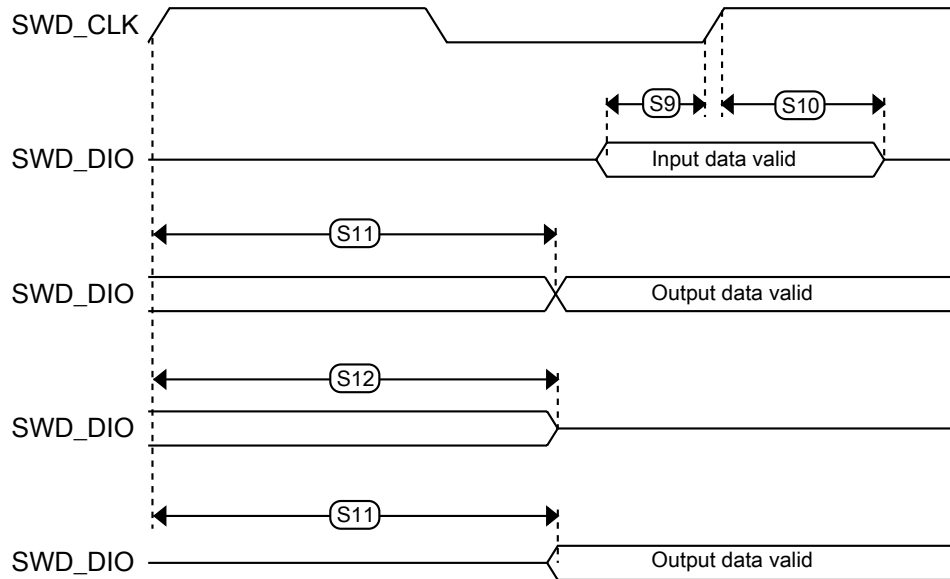 SWD_CLK
S9
S10
SWD_DIO
Input data valid
S11
SWD_DIO
Output data valid
S12
SWD_DIO
S11
SWD_DIO
Output data valid